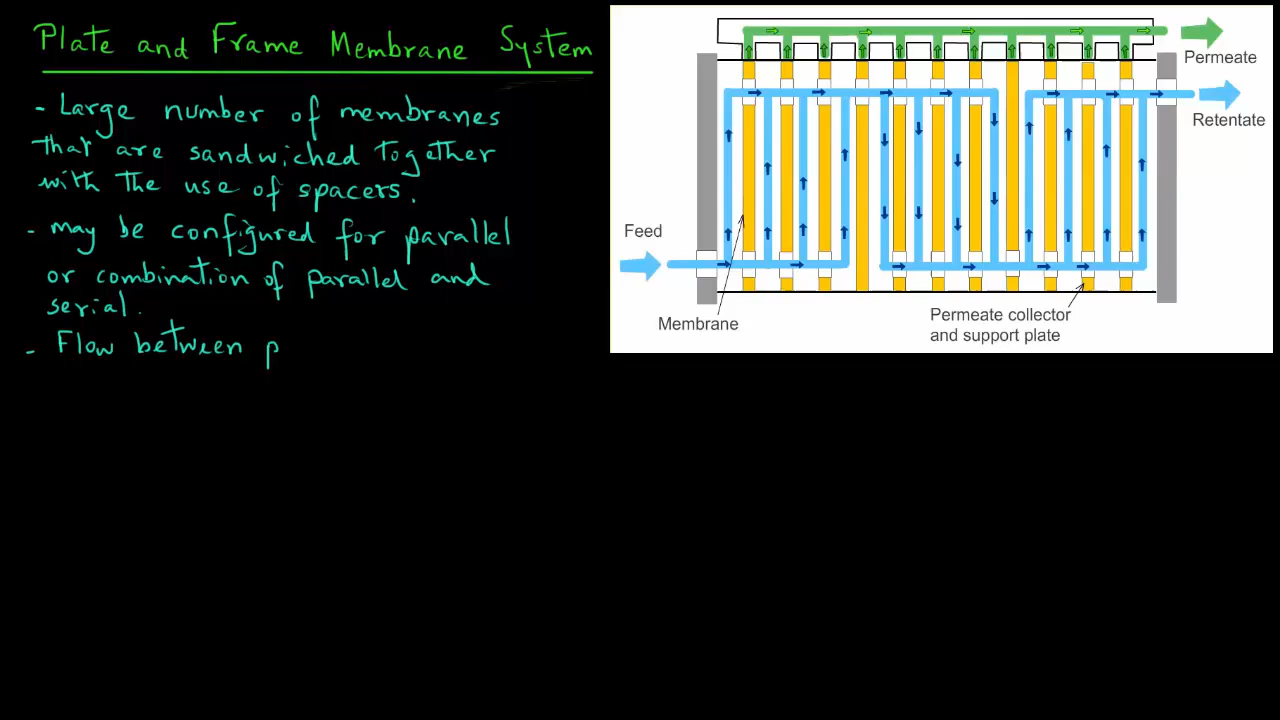 Plate and Frame Membrane System
- Large number of membranes
that are sandwiched together
with the use of spacers.
- may be configured for parallel
or combination of parallel and
serial.
- Flow between p
Permeate
Retentate
Feed
Membrane
Permeate collector
and support plate